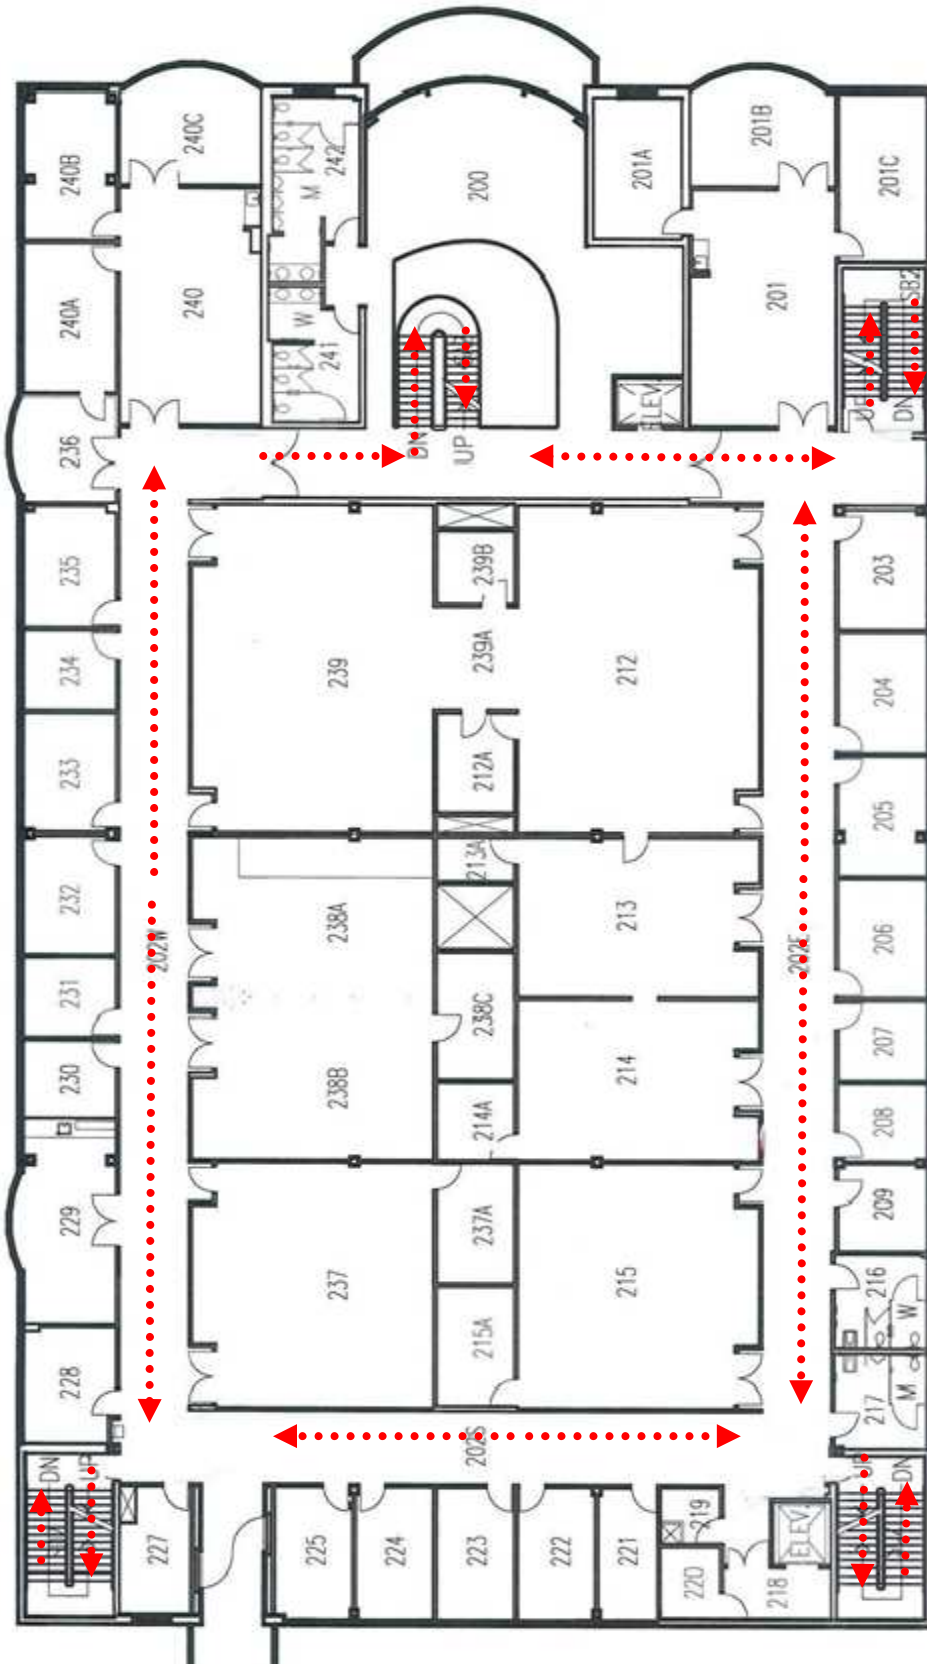 240B
240C
242
M
200
201A
201B
201C
240A
240
W
241
201
SB2
UP
DN
ELEV.
236
DN
UP
235
239B
203
234
239
239A
212
204
233
212A
205
232
238A
213A
213
206
202W
202E
231
238C
207
230
238B
214A
214
208
229
237A
209
237
215
216
W
215A
228
217
M
202S
DN
UP
UP
DN
227
225
224
223
222
221
219
220
218
ELEV.